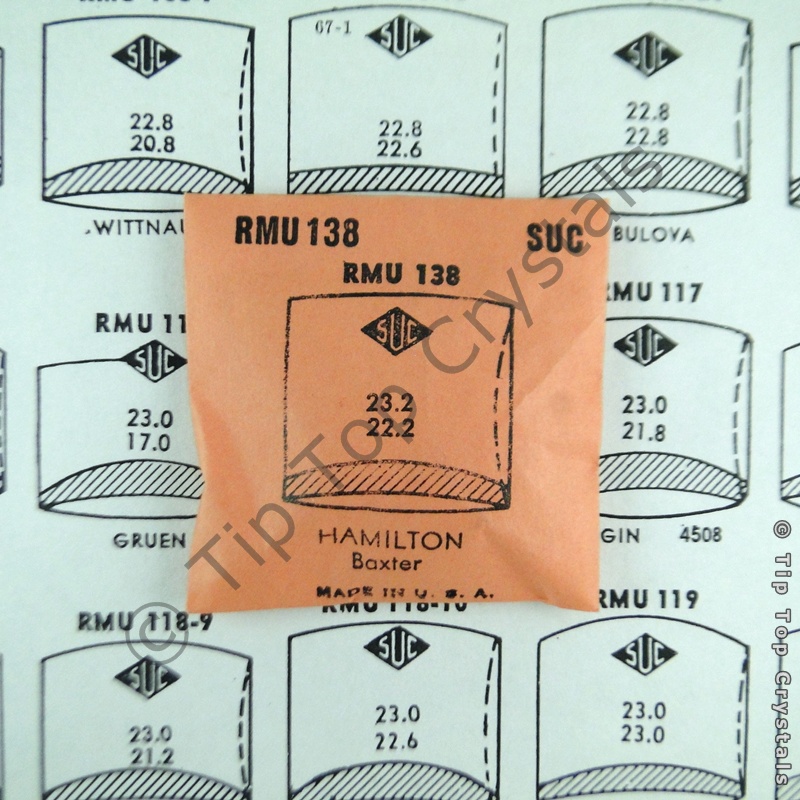 67-1
SUC
SUC
SUC
22.8
20.8
22.8
22.6
22.8
22.8
BULOVA
RMU 138
SUC
RMU 138
SUC
23.2
22.2
HAMILTON
Baxter
MADE IN U. S. A.
SUC
23.0
17.0
GRUEN
RMU 117
SUC
23.0
21.8
4508
RMU 118-9
SUC
23.0
21.2
SUC
23.0
22.6
RMU 119
SUC
23.0
23.0
© Tip Top Crystals
© Tip Top Crystals